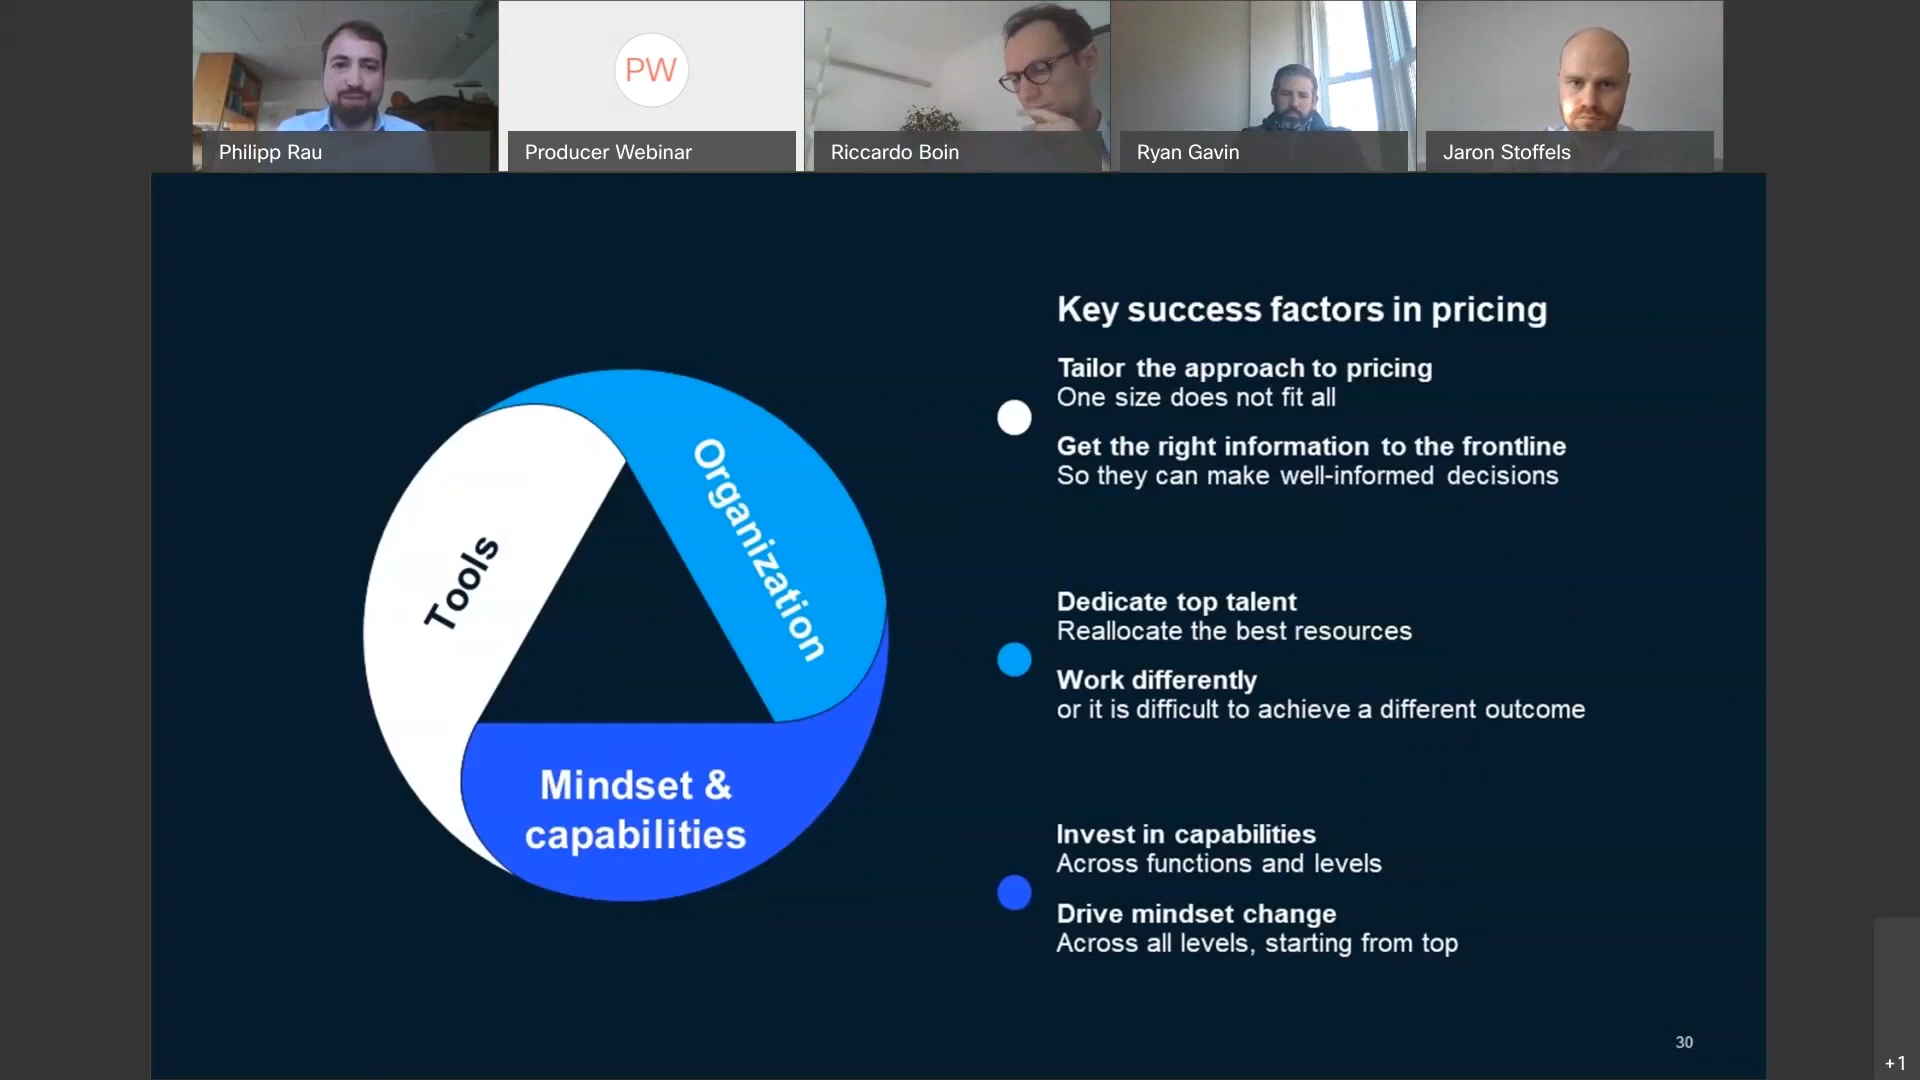 PW
Philipp Rau
Producer Webinar
Riccardo Boin
Ryan Gavin
Jaron Stoffels
Tools
Organization
Mindset &
capabilities
Key success factors in pricing
Tailor the approach to pricing
One size does not fit all
Get the right information to the frontline
So they can make well-informed decisions
Dedicate top talent
Reallocate the best resources
Work differently
or it is difficult to achieve a different outcome
Invest in capabilities
Across functions and levels
Drive mindset change
Across all levels, starting from top
30
+1